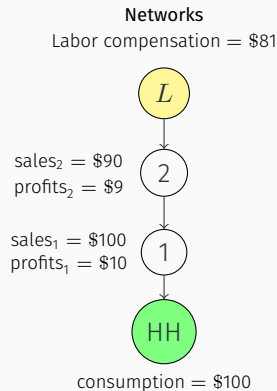 Networks
Labor compensation = $81
L
sales₂ = $90
profits₂ = $9
2
sales₁ = $100
profits₁ = $10
1
HH
consumption = $100